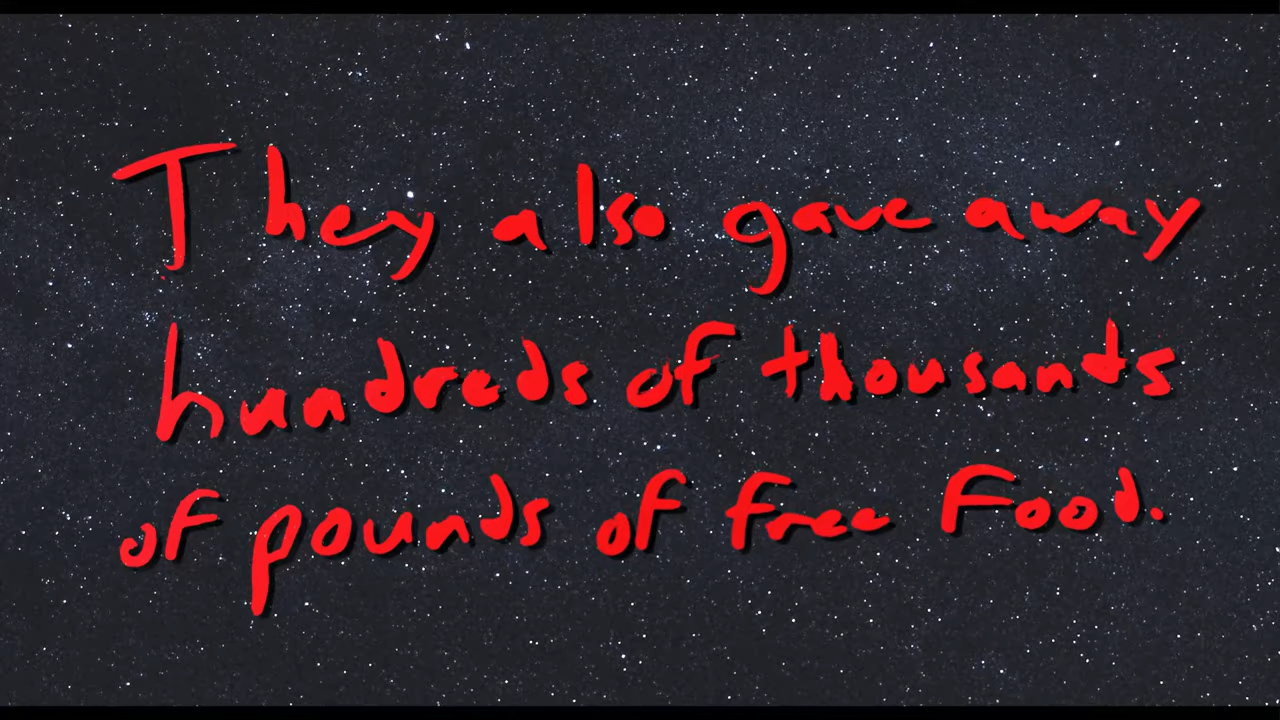 They also gave away
hundreds of thousands
of pounds of free food.